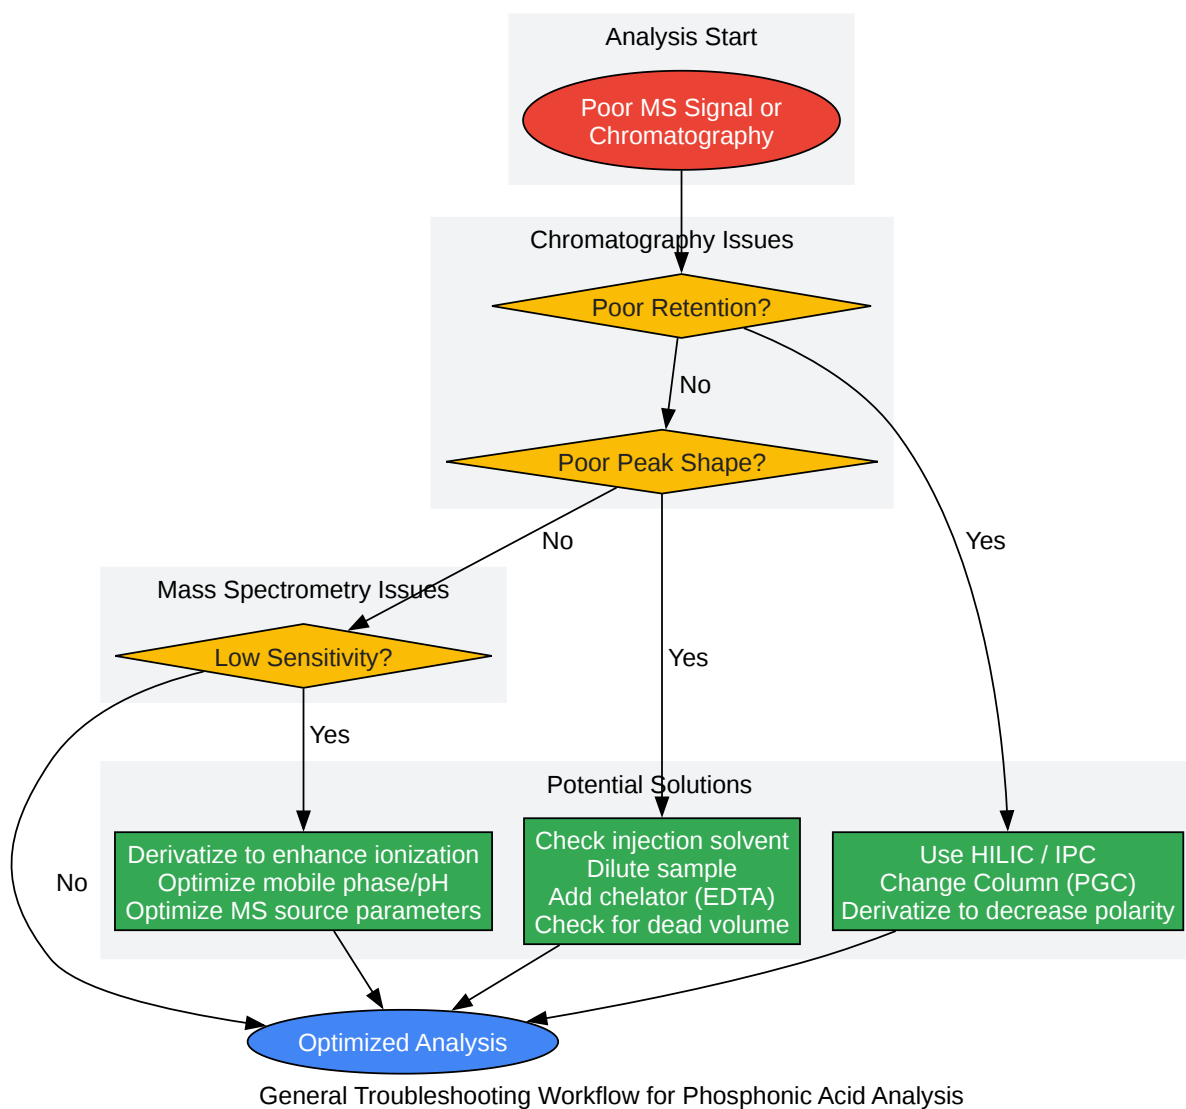 Analysis Start
Poor MS Signal or
Chromatography
Chromatography Issues
Poor Retention?
No
Poor Peak Shape?
No
Yes
Mass Spectrometry Issues
Low Sensitivity?
Yes
Yes
No
Potential Solutions
Derivatize to enhance ionization
Optimize mobile phase/pH
Optimize MS source parameters
Check injection solvent
Dilute sample
Add chelator (EDTA)
Check for dead volume
Use HILIC / IPC
Change Column (PGC)
Derivatize to decrease polarity
Optimized Analysis
General Troubleshooting Workflow for Phosphonic Acid Analysis